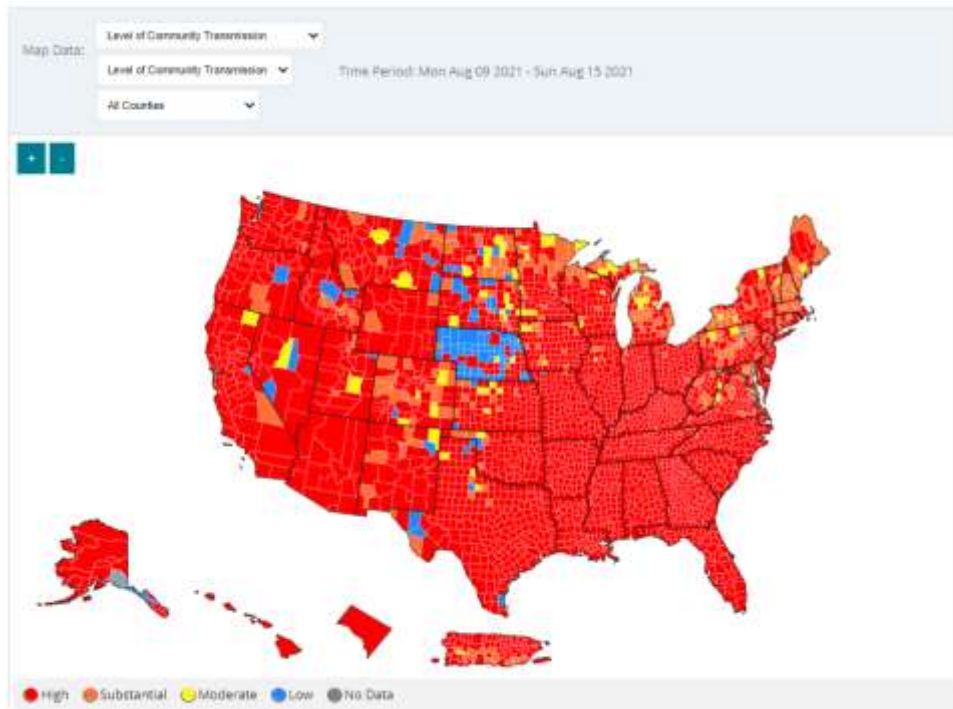 Map Data:
Level of Community Transmission
Level of Community Transmission
Time Period: Mon Aug 09 2021 - Sun Aug 15 2021
All Counties
+ -
High Substantial Moderate Low No Data